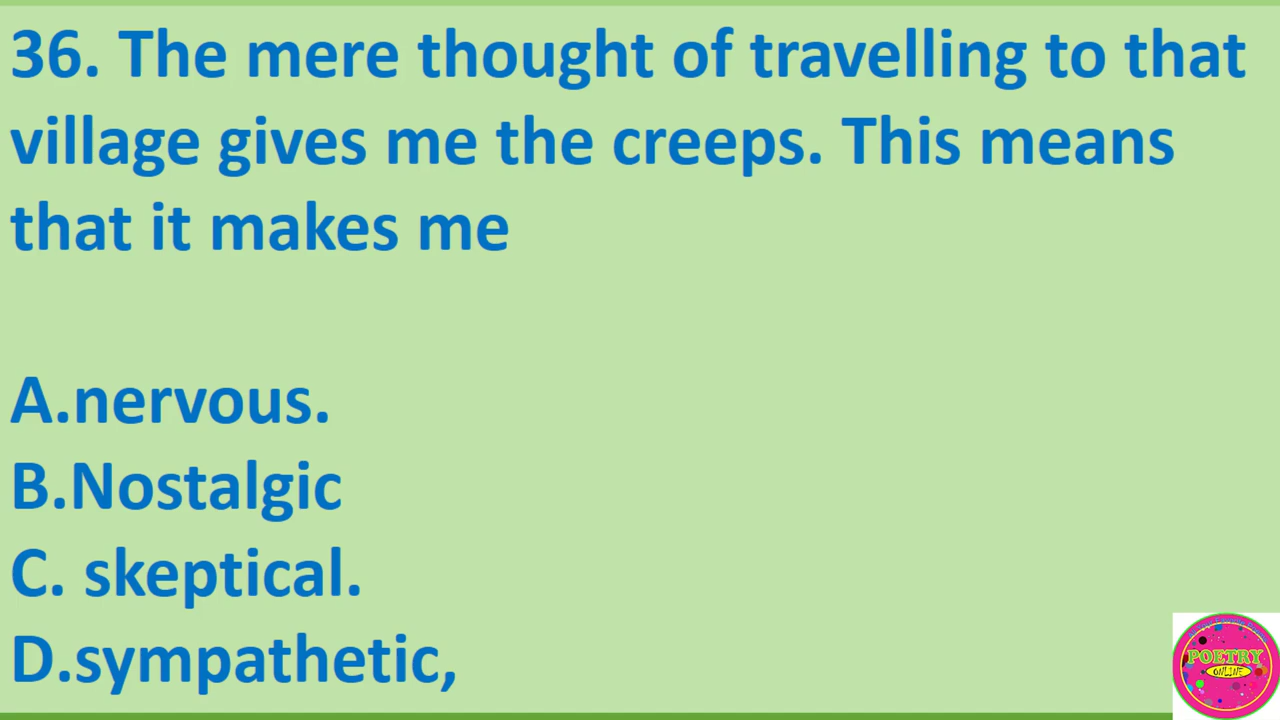 36. The mere thought of travelling to that
village gives me the creeps. This means
that it makes me
A.nervous.
B.Nostalgic
C. skeptical.
D.sympathetic,
POETRY
ONLINE